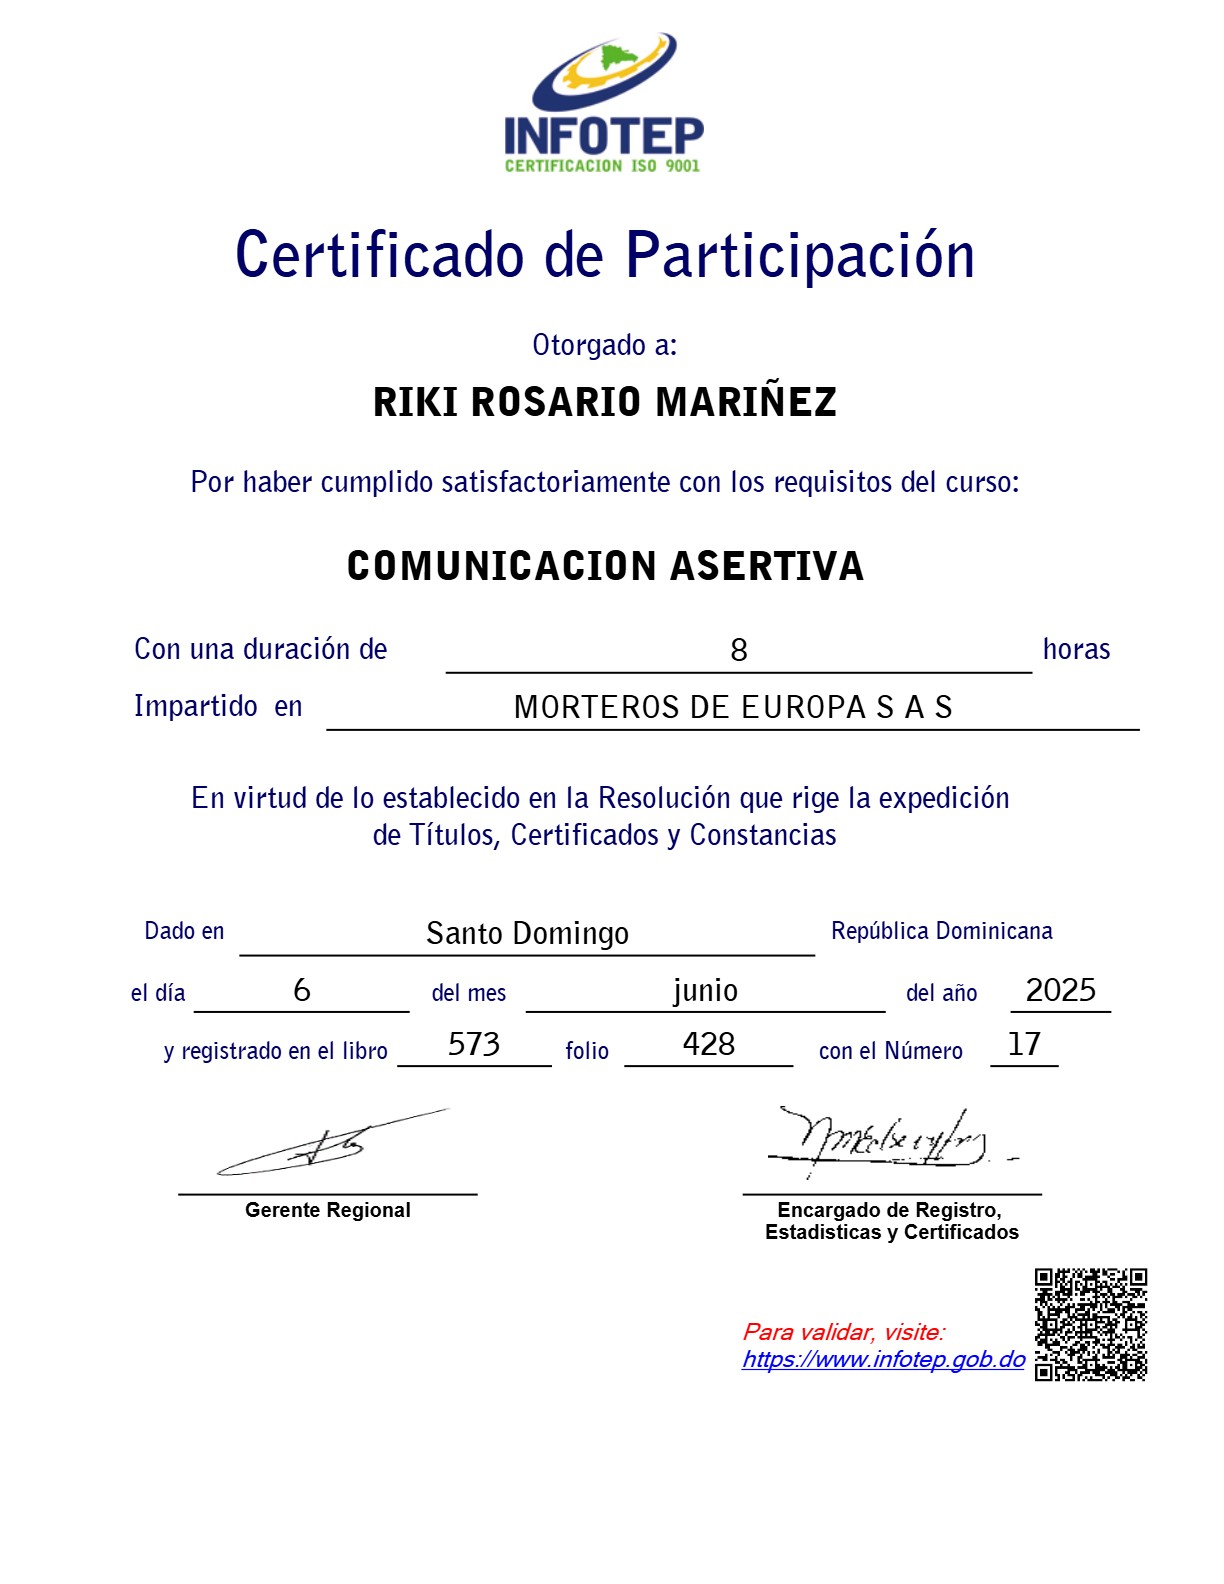 INFOTEP
CERTIFICACION ISO 9001
Certificado de Participación
Otorgado a:
RIKI ROSARIO MARIÑEZ
Por haber cumplido satisfactoriamente con los requisitos del curso:
COMUNICACION ASERTIVA
Con una duración de 8 horas
Impartido en MORTEROS DE EUROPA S A S
En virtud de lo establecido en la Resolución que rige la expedición
de Títulos, Certificados y Constancias
Dado en Santo Domingo República Dominicana
el día 6 del mes junio del año 2025
y registrado en el libro 573 folio 428 con el Número 17
Gerente Regional
Encargado de Registro,
Estadisticas y Certificados
Para validar, visite:
https://www.infotep.gob.do